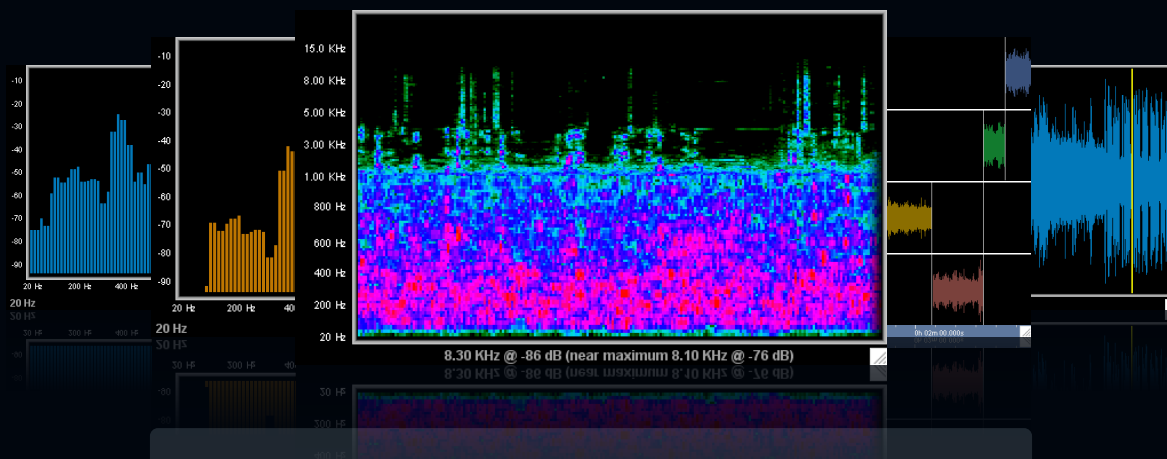 -10
-20
-30
-40
-50
-60
-70
-80
-90
20 Hz 200 Hz 400 Hz
20 Hz
-10
-20
-30
-40
-50
-60
-70
-80
-90
20 Hz 200 Hz 40
20 Hz
15.0 KHz
8.00 KHz
5.00 KHz
3.00 KHz
1.00 KHz
800 Hz
600 Hz
400 Hz
200 Hz
20 Hz
8.30 KHz @ -86 dB (near maximum 8.10 KHz @ -76 dB)
0h 02m 00.000s